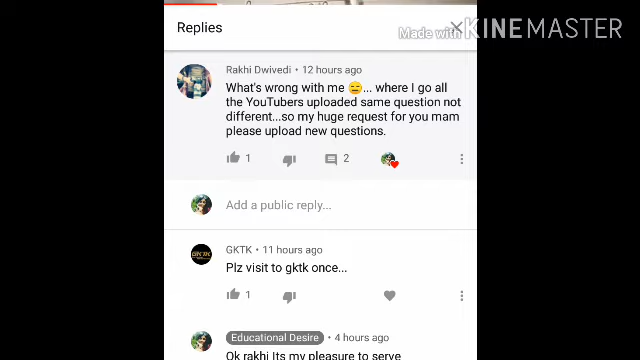 Replies
Made with KINEMASTER
Rakhi Dwivedi • 12 hours ago
What's wrong with me 😑... where I go all
the YouTubers uploaded same question not
different...so my huge request for you mam
please upload new questions.
1
2
Add a public reply...
GKTK • 11 hours ago
Plz visit to gktk once...
1
Educational Desire • 4 hours ago
Ok rakhi Its my pleasure to serve